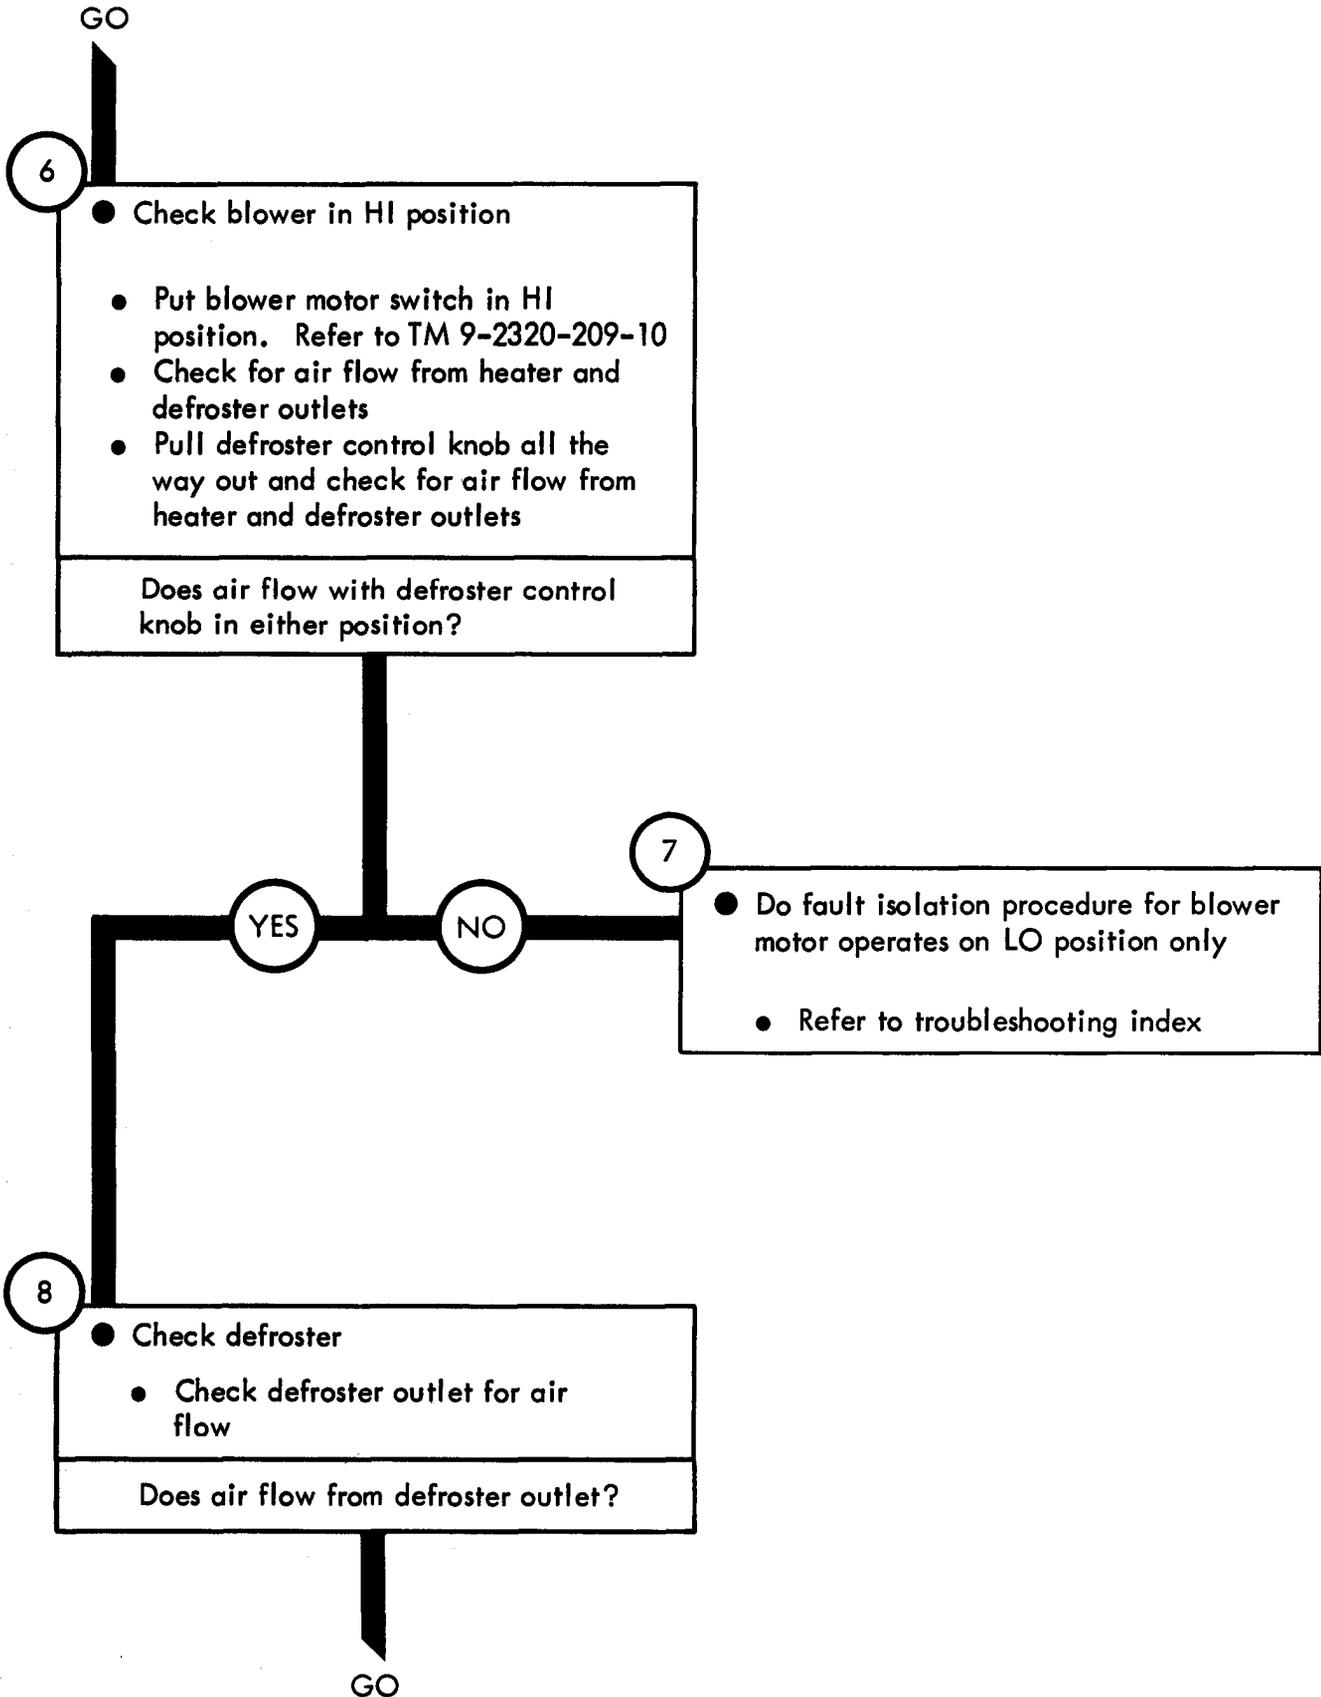 GO
6
● Check blower in HI position
● Put blower motor switch in HI
position. Refer to TM 9-2320-209-10
● Check for air flow from heater and
defroster outlets
● Pull defroster control knob all the
way out and check for air flow from
heater and defroster outlets
Does air flow with defroster control
knob in either position?
YES
NO
7
● Do fault isolation procedure for blower
motor operates on LO position only
● Refer to troubleshooting index
8
● Check defroster
● Check defroster outlet for air
flow
Does air flow from defroster outlet?
GO